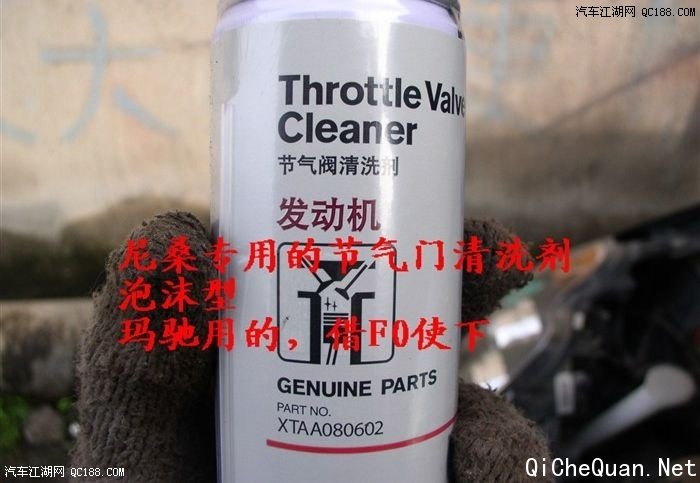 汽车江湖网 QC188.COM
Throttle Valve
Cleaner
节气阀清洗剂
发动机
尼桑专用的节气门清洗剂
泡沫型
玛驰用的，借F0使下
GENUINE PARTS
PART NO.
XTAA080602
汽车江湖网 QC188.COM
QiCheQuan.Net